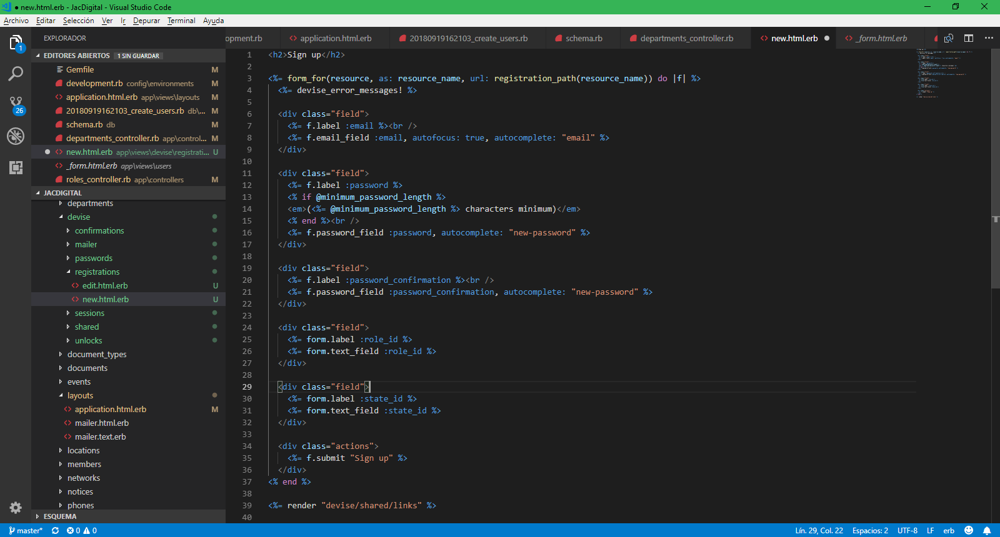 ● new.html.erb - JacDigital - Visual Studio Code
Archivo Editar Selección Ver Ir Depurar Terminal Ayuda
EXPLORADOR
1
26
EDITORES ABIERTOS 1 SIN GUARDAR
Gemfile M
development.rb config\environments M
application.html.erb app\views\layouts M
20180919162103_create_users.rb db\... M
schema.rb db M
departments_controller.rb app\control... M
new.html.erb app\views\devise\registrati... U
_form.html.erb app\views\users
roles_controller.rb app\controllers M
JACDIGITAL
departments
devise
confirmations
mailer
passwords
registrations
edit.html.erb U
new.html.erb U
sessions
shared
unlocks
document_types
documents
events
layouts
application.html.erb M
mailer.html.erb
mailer.text.erb
locations
members
networks
notices
phones
ESQUEMA
opment.rb application.html.erb 20180919162103_create_users.rb schema.rb departments_controller.rb new.html.erb ● _form.html.erb
1 <h2>Sign up</h2>
2
3 <%= form_for(resource, as: resource_name, url: registration_path(resource_name)) do |f| %>
4 <%= devise_error_messages! %>
5
6 <div class="field">
7 <%= f.label :email %><br />
8 <%= f.email_field :email, autofocus: true, autocomplete: "email" %>
9 </div>
10
11 <div class="field">
12 <%= f.label :password %>
13 <% if @minimum_password_length %>
14 <em>(<%= @minimum_password_length %> characters minimum)</em>
15 <% end %><br />
16 <%= f.password_field :password, autocomplete: "new-password" %>
17 </div>
18
19 <div class="field">
20 <%= f.label :password_confirmation %><br />
21 <%= f.password_field :password_confirmation, autocomplete: "new-password" %>
22 </div>
23
24 <div class="field">
25 <%= form.label :role_id %>
26 <%= form.text_field :role_id %>
27 </div>
28
29 <div class="field">
30 <%= form.label :state_id %>
31 <%= form.text_field :state_id %>
32 </div>
33
34 <div class="actions">
35 <%= f.submit "Sign up" %>
36 </div>
37 <% end %>
38
39 <%= render "devise/shared/links" %>
40
master* 0 0 Lín. 29, Col. 22 Espacios: 2 UTF-8 LF erb